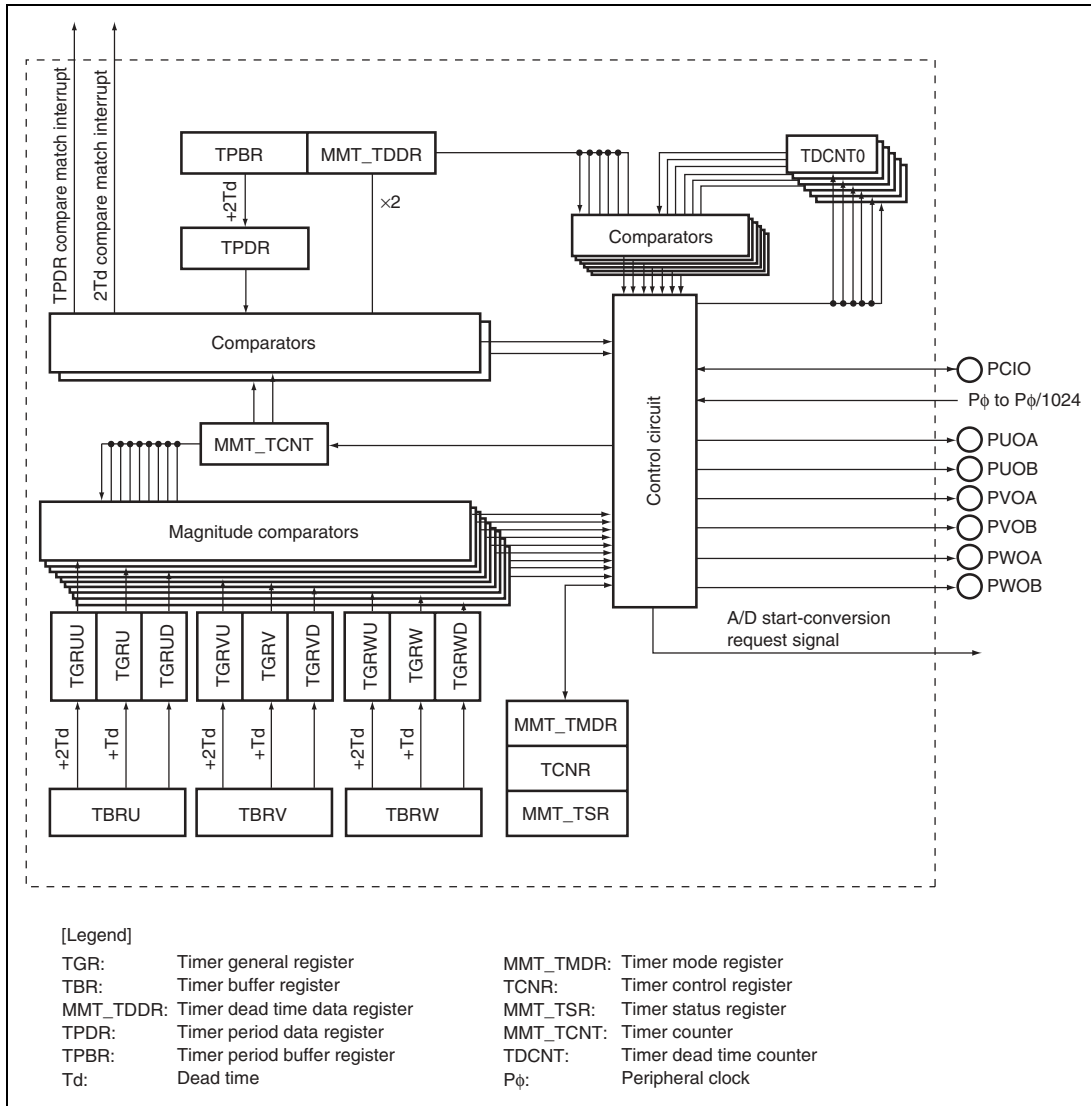 TPDR compare match interrupt
2Td compare match interrupt
TPBR
MMT_TDDR
TDCNT0
+2Td
×2
TPDR
Comparators
Comparators
Control circuit
PCIO
Pϕ to Pϕ/1024
MMT_TCNT
PUOA
PUOB
PVOA
PVOB
PWOA
PWOB
Magnitude comparators
A/D start-conversion
request signal
TGRUU
TGRU
TGRUD
TGRVU
TGRV
TGRVD
TGRWU
TGRW
TGRWD
+2Td
+Td
+2Td
+Td
+2Td
+Td
MMT_TMDR
TCNR
MMT_TSR
TBRU
TBRV
TBRW
[Legend]
TGR: Timer general register
TBR: Timer buffer register
MMT_TDDR: Timer dead time data register
TPDR: Timer period data register
TPBR: Timer period buffer register
Td: Dead time
MMT_TMDR: Timer mode register
TCNR: Timer control register
MMT_TSR: Timer status register
MMT_TCNT: Timer counter
TDCNT: Timer dead time counter
Pϕ: Peripheral clock